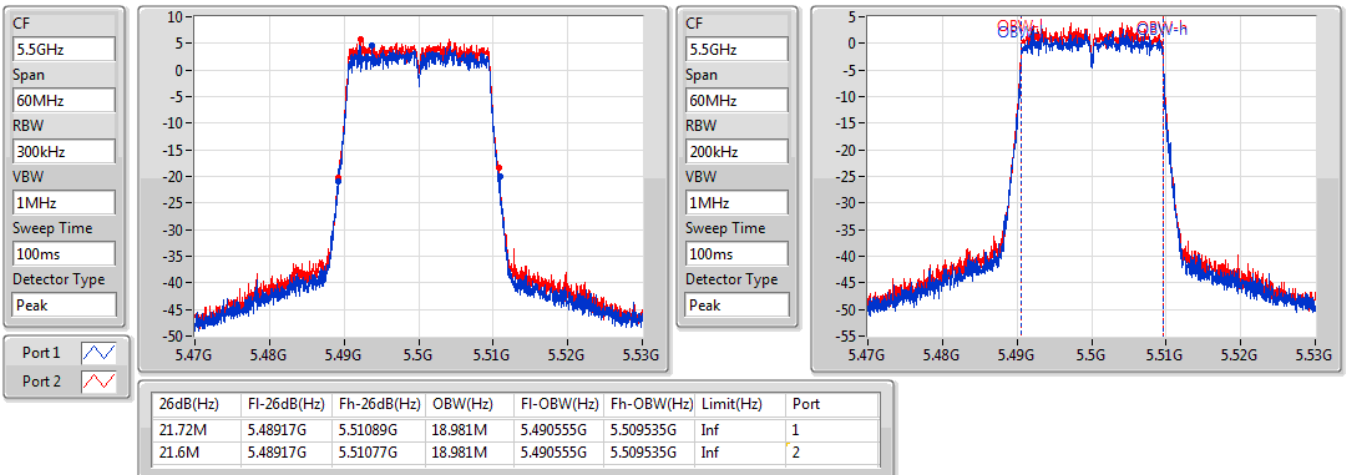 CF
5.5GHz
Span
60MHz
RBW
300kHz
VBW
1MHz
Sweep Time
100ms
Detector Type
Peak
Port 1
Port 2
10
5
0
-5
-10
-15
-20
-25
-30
-35
-40
-45
-50
5.47G 5.48G 5.49G 5.5G 5.51G 5.52G 5.53G
CF
5.5GHz
Span
60MHz
RBW
200kHz
VBW
1MHz
Sweep Time
100ms
Detector Type
Peak
OBW-l OBW-h
5
0
-5
-10
-15
-20
-25
-30
-35
-40
-45
-50
-55
5.47G 5.48G 5.49G 5.5G 5.51G 5.52G 5.53G
26dB(Hz) Fl-26dB(Hz) Fh-26dB(Hz) OBW(Hz) Fl-OBW(Hz) Fh-OBW(Hz) Limit(Hz) Port
21.72M 5.48917G 5.51089G 18.981M 5.490555G 5.509535G Inf 1
21.6M 5.48917G 5.51077G 18.981M 5.490555G 5.509535G Inf 2